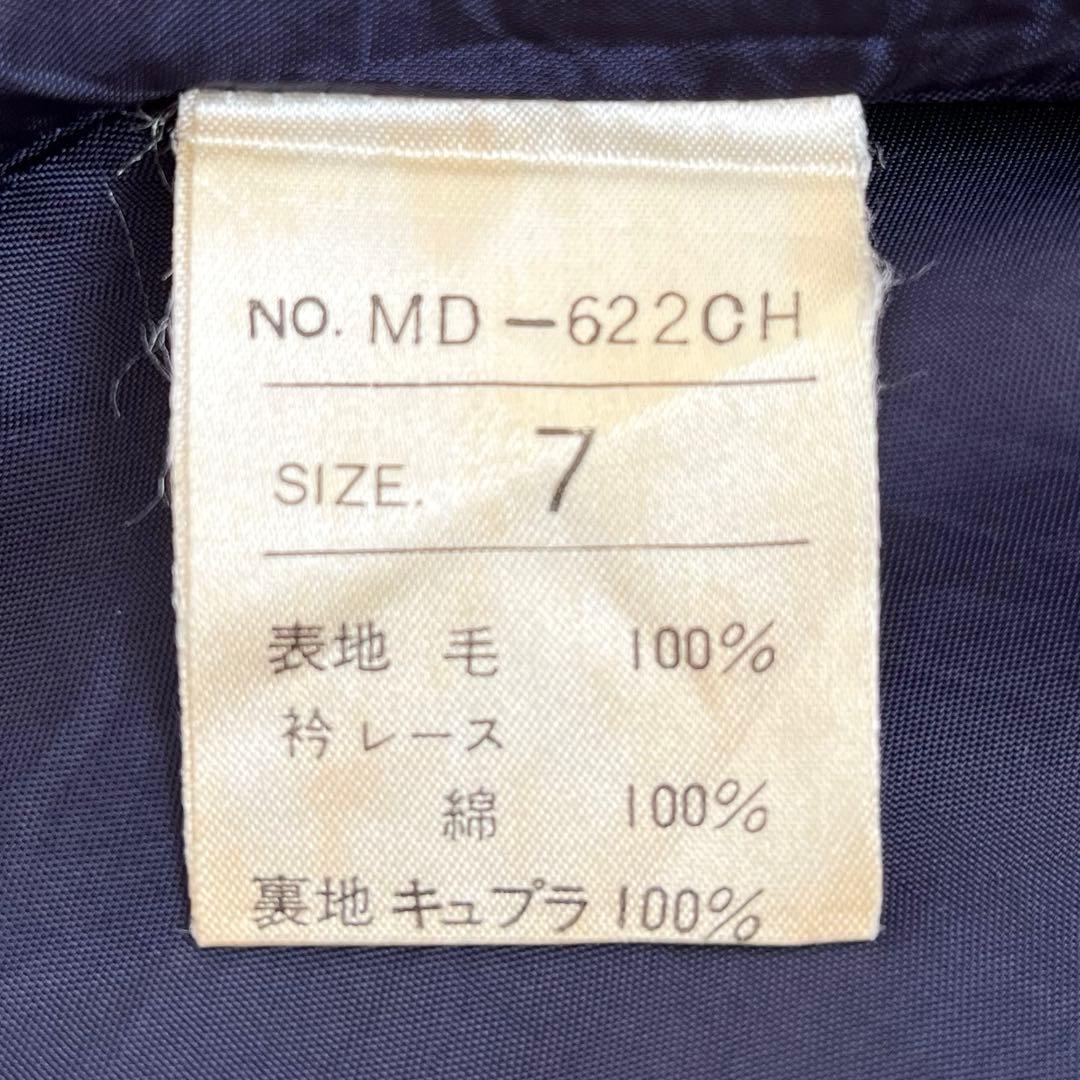 NO. MD-622CH
SIZE. 7
表地 毛 100%
衿レース
綿 100%
裏地 キュプラ 100%